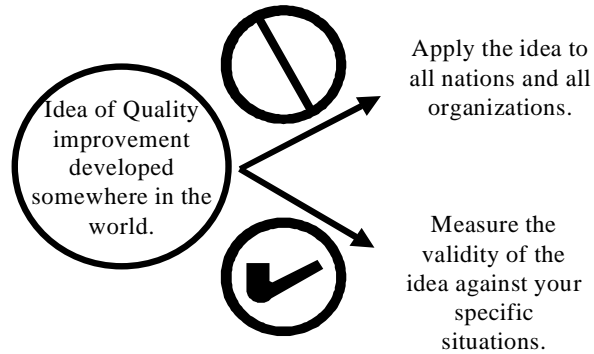 Idea of Quality
improvement
developed
somewhere in the
world.
Apply the idea to
all nations and all
organizations.
Measure the
validity of the
idea against your
specific
situations.